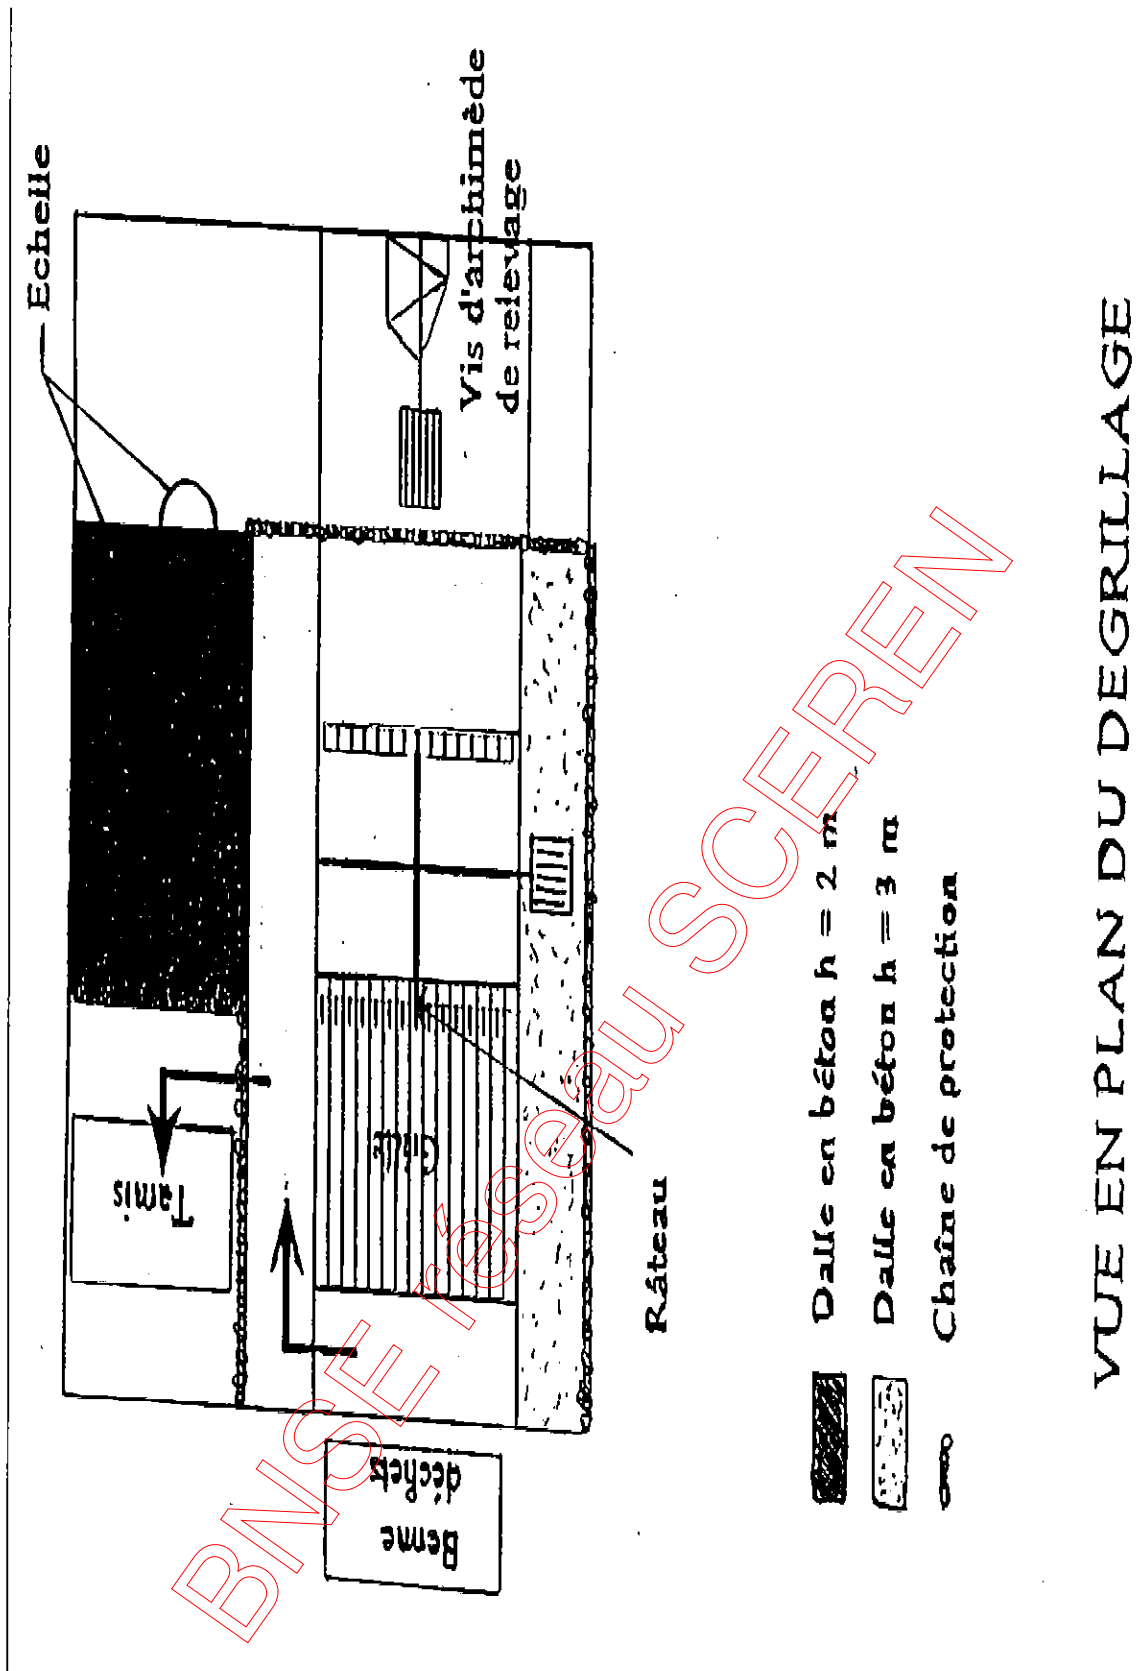 Echelle
Vis d'archimède
de relevage
Tamis
Grille
Râteau
Benne
déchets
Dalle en béton h = 2 m
Dalle en béton h = 3 m
Chaîne de protection
VUE EN PLAN DU DEGRILLAGE
BNSE réseau SCEREN